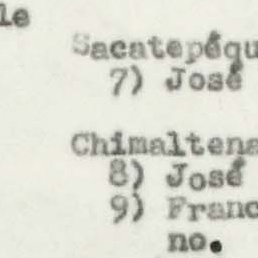 le
Sacatepéqu
7) José
Chimaltena
8) José
9) Franc
no.